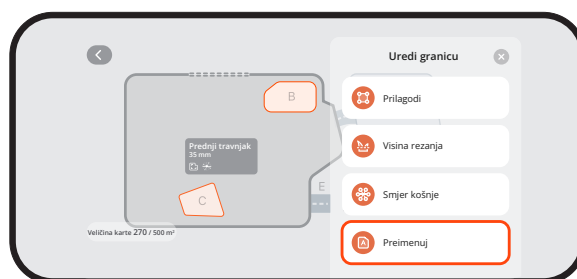 Uredi granicu
B
Prilagodi
Prednji travnjak
35 mm
Visina rezanja
E
Smjer košnje
C
Veličina karte 270 / 500 m²
Preimenuj
A